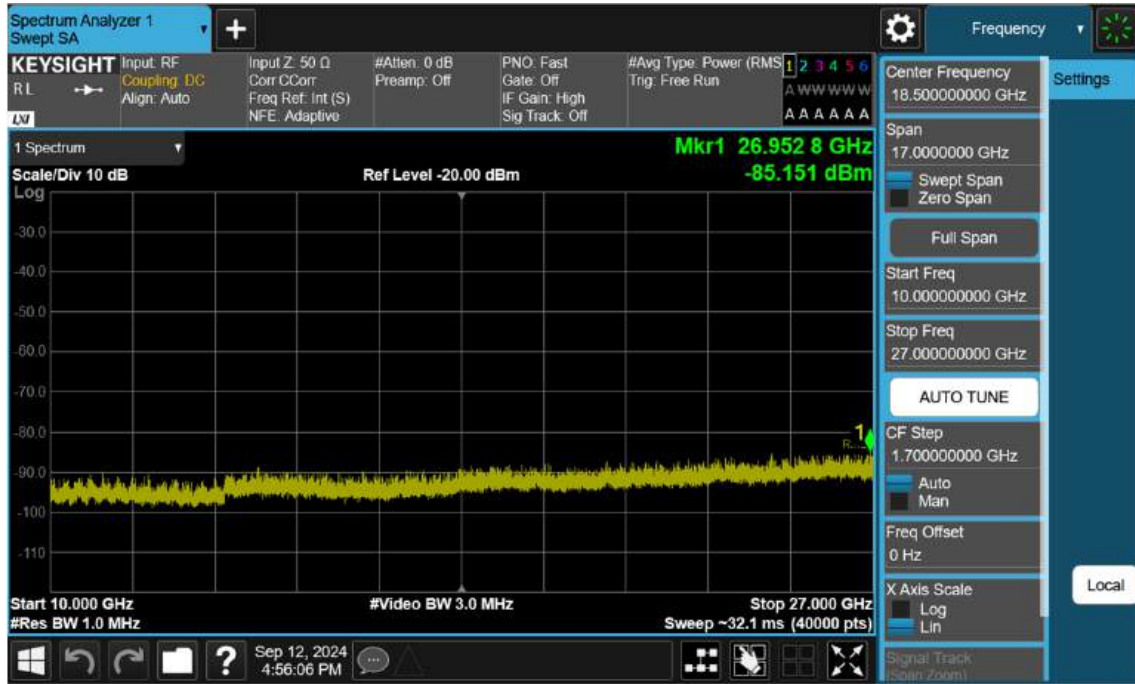 Spectrum Analyzer 1
Swept SA
+
Frequency
KEYSIGHT
RL
LXI
Input: RF
Coupling: DC
Align: Auto
Input Z: 50 Ω
Corr CCorr
Freq Ref: Int (S)
NFE: Adaptive
#Atten: 0 dB
Preamp: Off
PNO: Fast
Gate: Off
IF Gain: High
Sig Track: Off
#Avg Type: Power (RMS
Trig: Free Run
1 2 3 4 5 6
A W W W W W
A A A A A A
1 Spectrum
Scale/Div 10 dB
Ref Level -20.00 dBm
Mkr1 26.952 8 GHz
-85.151 dBm
Log
-30.0
-40.0
-50.0
-60.0
-70.0
-80.0
-90.0
-100
-110
1
Start 10.000 GHz
#Video BW 3.0 MHz
Stop 27.000 GHz
#Res BW 1.0 MHz
Sweep ~32.1 ms (40000 pts)
?
Sep 12, 2024
4:56:06 PM
Center Frequency
18.500000000 GHz
Span
17.0000000 GHz
Swept Span
Zero Span
Full Span
Start Freq
10.000000000 GHz
Stop Freq
27.000000000 GHz
AUTO TUNE
CF Step
1.700000000 GHz
Auto
Man
Freq Offset
0 Hz
X Axis Scale
Log
Lin
Signal Track
(Span Zoom)
Settings
Local